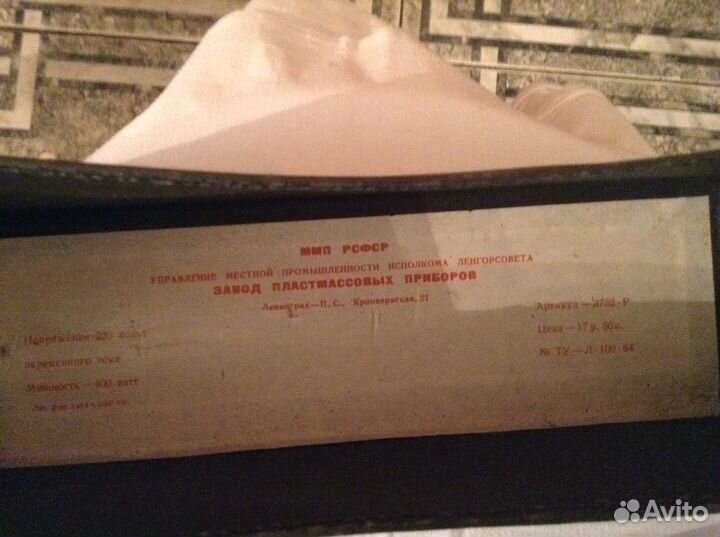 ММП РСФСР
УПРАВЛЕНИЕ МЕСТНОЙ ПРОМЫШЛЕННОСТИ ИСПОЛКОМА ЛЕНГОРСОВЕТА
ЗАВОД ПЛАСТМАССОВЫХ ПРИБОРОВ
Ленинград—П.С., Кронверкская, 21
Напряжение 220 вольт
переменного тока
Мощность—400 ватт
Артикул—2752-Р
Цена—17 р. 50 к.
№ ТУ—Л-100-64
Avito